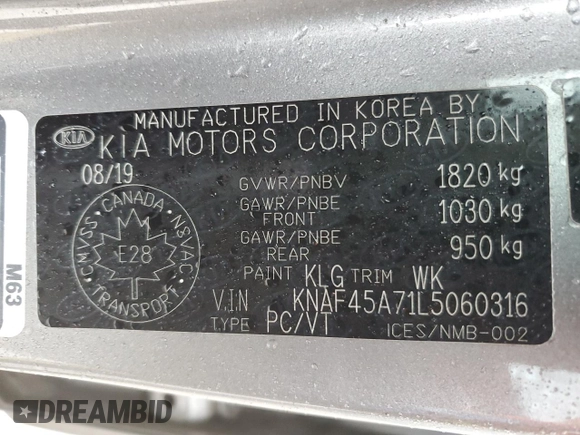 MANUFACTURED IN KOREA BY
KIA KIA MOTORS CORPORATION
08/19
GVWR/PNBV 1820 kg
GAWR/PNBE FRONT 1030 kg
GAWR/PNBE REAR 950 kg
PAINT KLG TRIM WK
V.I.N KNAF45A71L5060316
TYPE PC/VT ICES/NMB-002
CANADA
CMVSS
NSVAC
E28
TRANSPORT
M63
DREAMBID